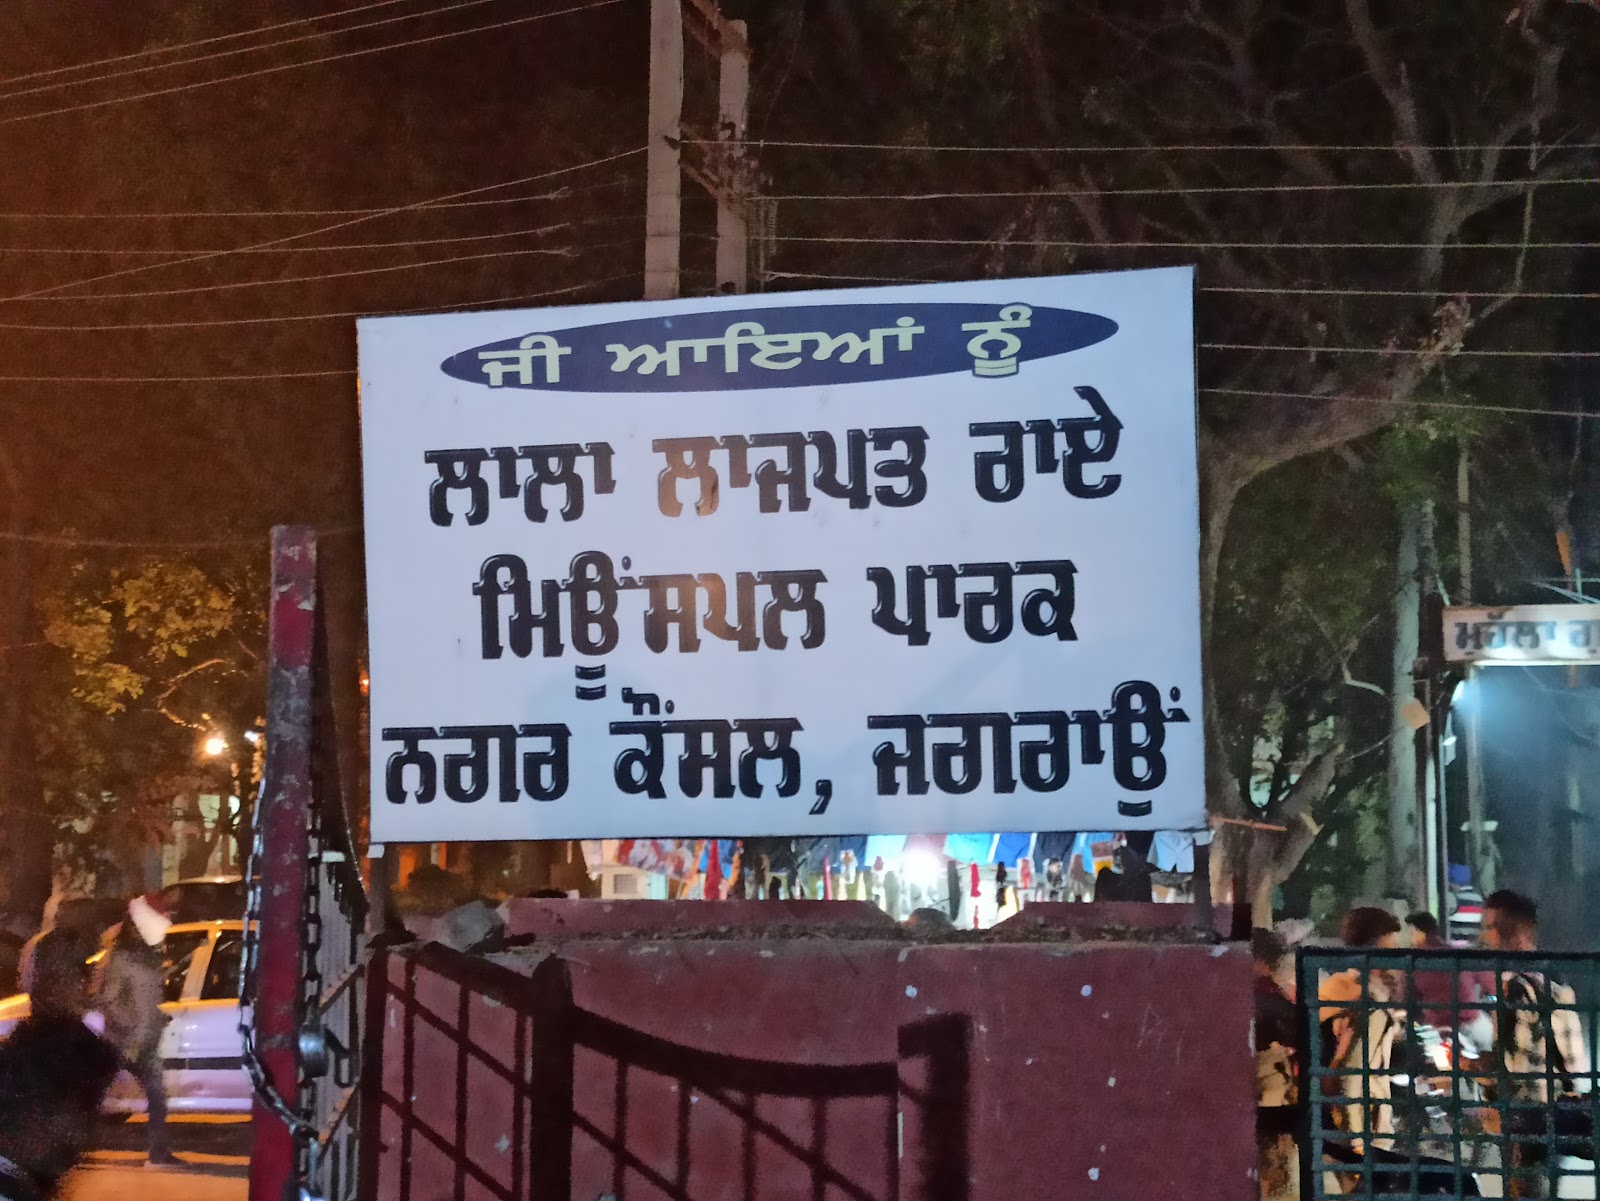 ਜੀ ਆਇਆਂ ਨੂੰ
ਲਾਲਾ ਲਾਜਪਤ ਰਾਏ
ਮਿਊਂਸਪਲ ਪਾਰਕ
ਨਗਰ ਕੌਂਸਲ, ਜਗਰਾਊਂ
ਮੁਹੱਲਾ